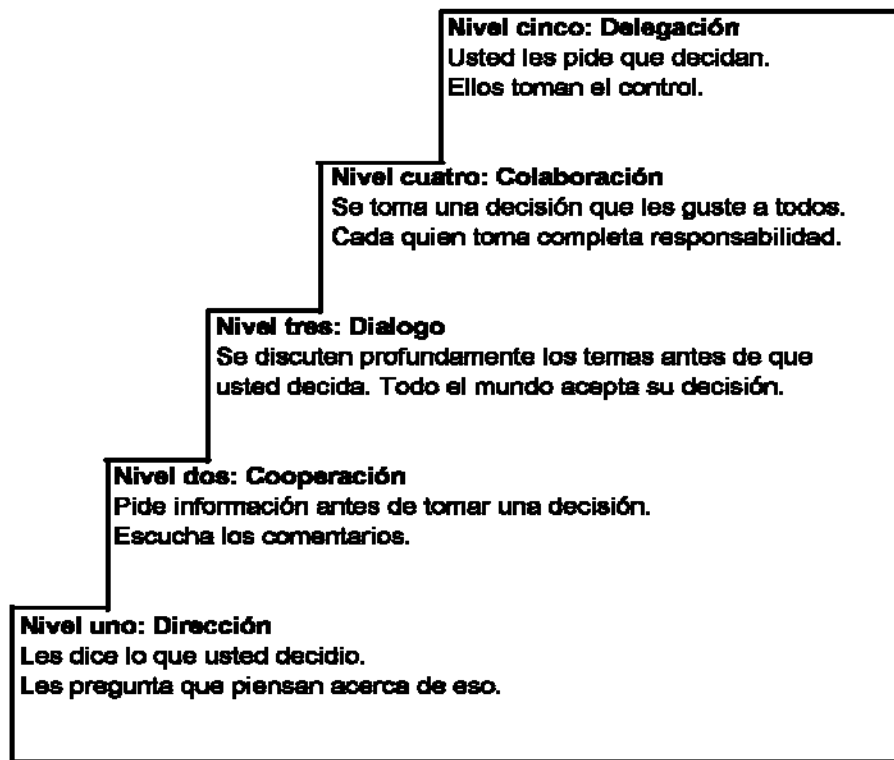 Nivel cinco: Delegación
Usted les pide que decidan.
Ellos toman el control.
Nivel cuatro: Colaboración
Se toma una decisión que les guste a todos.
Cada quien toma completa responsabilidad.
Nivel tres: Dialogo
Se discuten profundamente los temas antes de que
usted decida. Todo el mundo acepta su decisión.
Nivel dos: Cooperación
Pide información antes de tomar una decisión.
Escucha los comentarios.
Nivel uno: Dirección
Les dice lo que usted decidio.
Les pregunta que piensan acerca de eso.